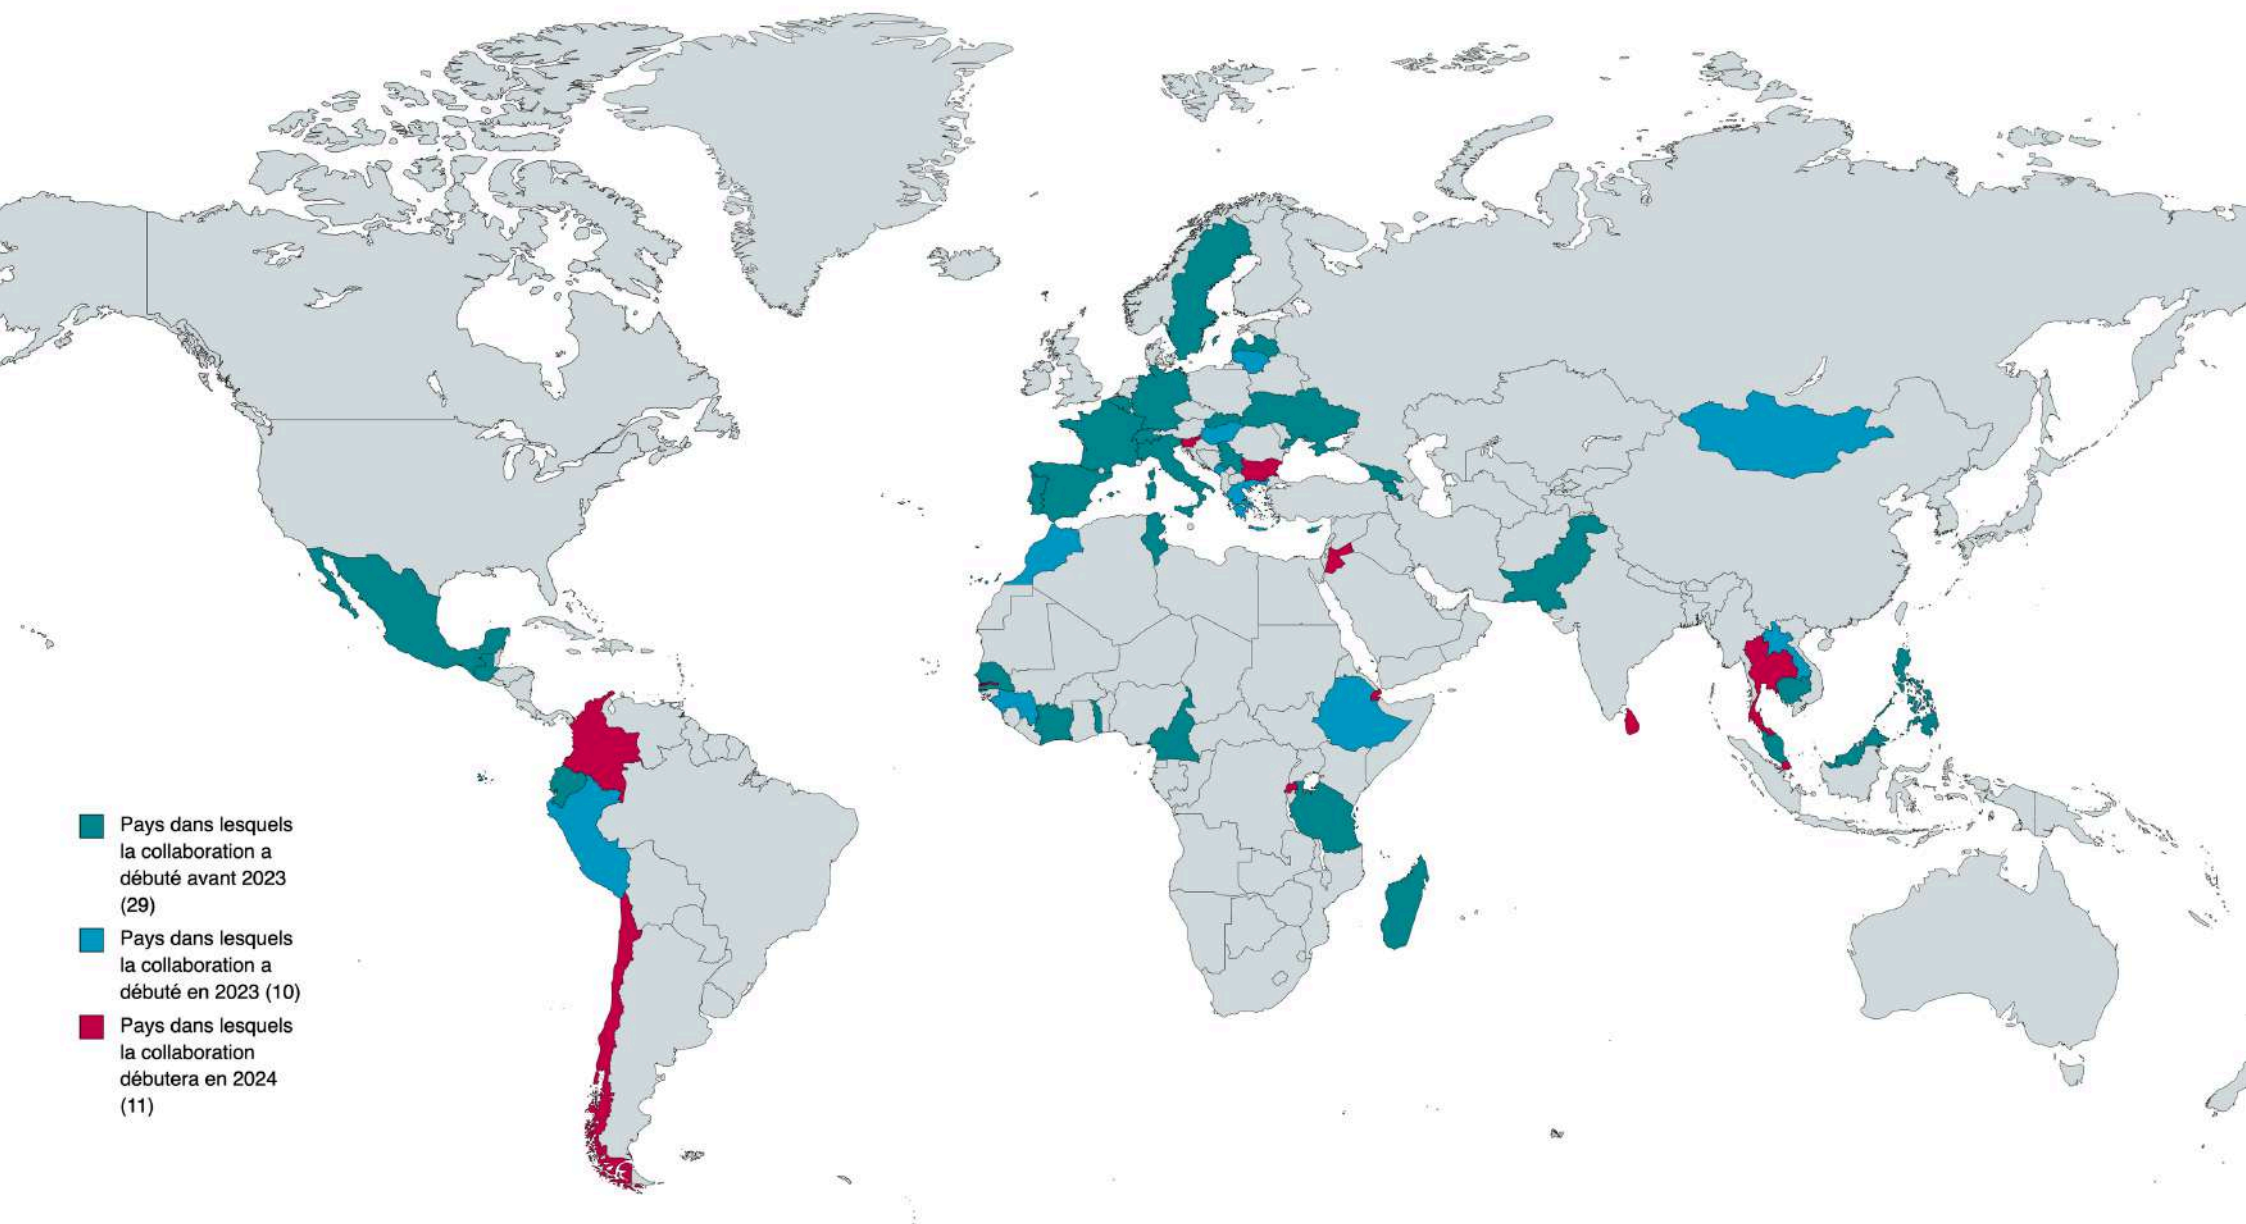 Pays dans lesquels
la collaboration a
débuté avant 2023
(29)
Pays dans lesquels
la collaboration a
débuté en 2023 (10)
Pays dans lesquels
la collaboration
débutera en 2024
(11)